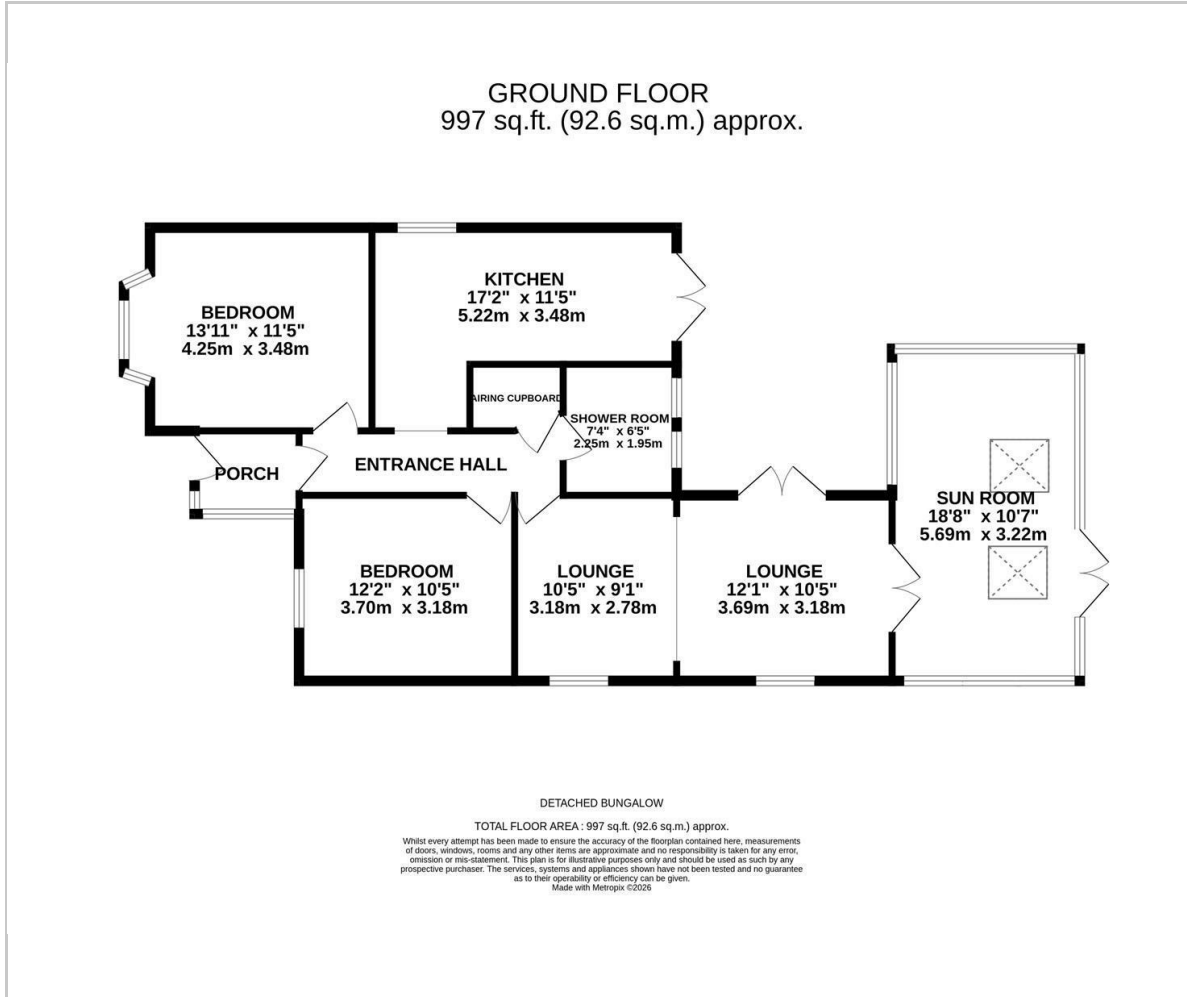 GROUND FLOOR
997 sq.ft. (92.6 sq.m.) approx.
KITCHEN
17'2" x 11'5"
5.22m x 3.48m
BEDROOM
13'11" x 11'5"
4.25m x 3.48m
AIRING CUPBOARD
SHOWER ROOM
7'4" x 6'5"
2.25m x 1.95m
PORCH
ENTRANCE HALL
SUN ROOM
18'8" x 10'7"
5.69m x 3.22m
BEDROOM
12'2" x 10'5"
3.70m x 3.18m
LOUNGE
10'5" x 9'1"
3.18m x 2.78m
LOUNGE
12'1" x 10'5"
3.69m x 3.18m
DETACHED BUNGALOW
TOTAL FLOOR AREA : 997 sq.ft. (92.6 sq.m.) approx.
Whilst every attempt has been made to ensure the accuracy of the floorplan contained here, measurements
of doors, windows, rooms and any other items are approximate and no responsibility is taken for any error,
omission or mis-statement. This plan is for illustrative purposes only and should be used as such by any
prospective purchaser. The services, systems and appliances shown have not been tested and no guarantee
as to their operability or efficiency can be given.
Made with Metropix ©2026